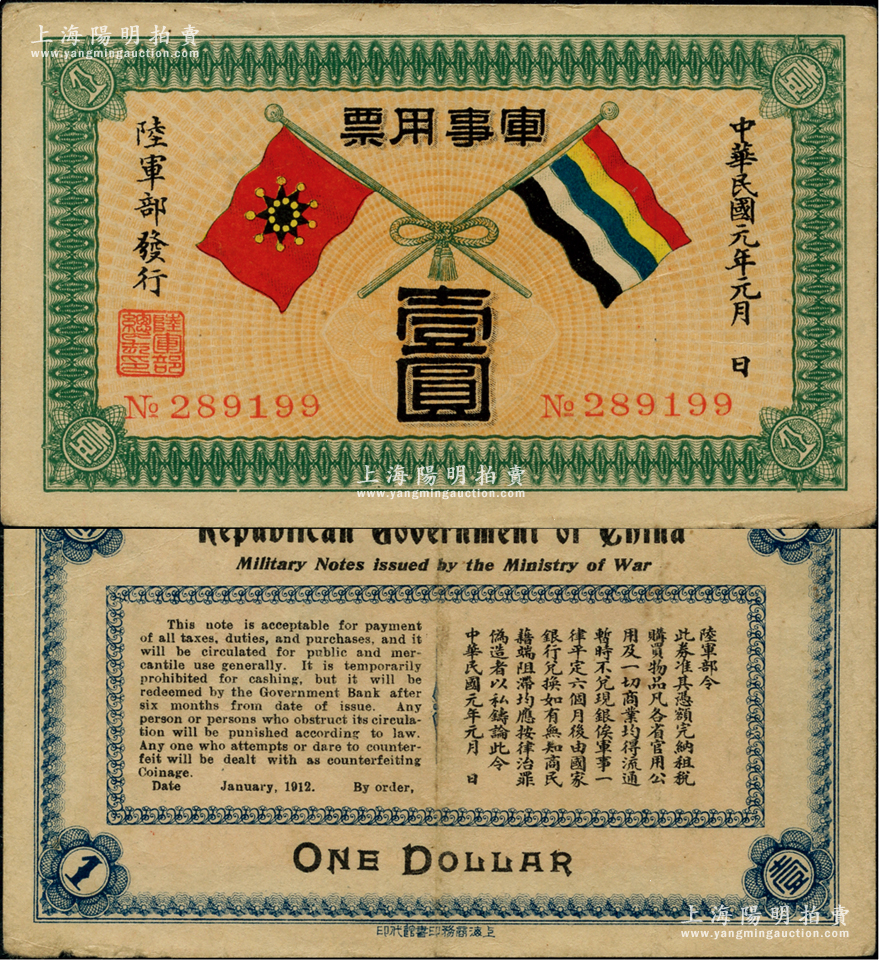 上海陽明拍賣
www.yangmingauction.com
壹
軍事用票
中華民國元年元月 日
陸軍部發行
壹圓
№ 289199
№ 289199
壹
上海陽明拍賣
www.yangmingauction.com
Republican Government of China
Military Notes issued by the Ministry of War
This note is acceptable for payment
of all taxes, duties, and purchases, and it
will be circulated for public and mer-
cantile use generally. It is temporarily
prohibited for cashing, but it will be
redeemed by the Government Bank after
six months from date of issue. Any
person or persons who obstruct its circula-
tion will be punished according to law.
Any one who attempts or dare to counter-
feit will be dealt with as counterfeiting
Coinage.
Date January, 1912. By order,
陸軍部令
此券准其憑額完納租稅
購買物品凡各省官用公
用及一切商業均得流通
暫時不兌現銀俟軍事一
律平定六個月後由國家
銀行兌換如有無知商民
藉端阻滯均應按律治罪
偽造者以私鑄論此令
中華民國元年元月 日
1
ONE DOLLAR
壹
上海商務印書館代印
上海陽明拍賣
www.yangmingauction.com